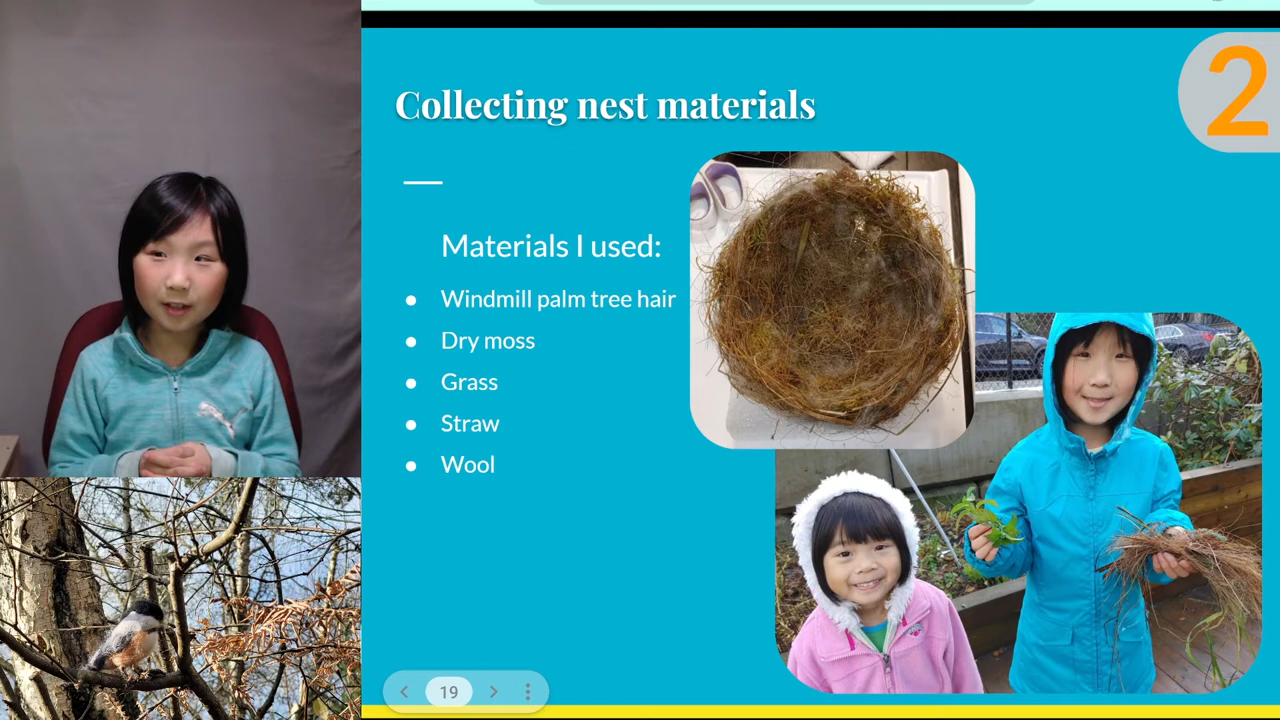 Collecting nest materials
2
Materials I used:
● Windmill palm tree hair
● Dry moss
● Grass
● Straw
● Wool
19